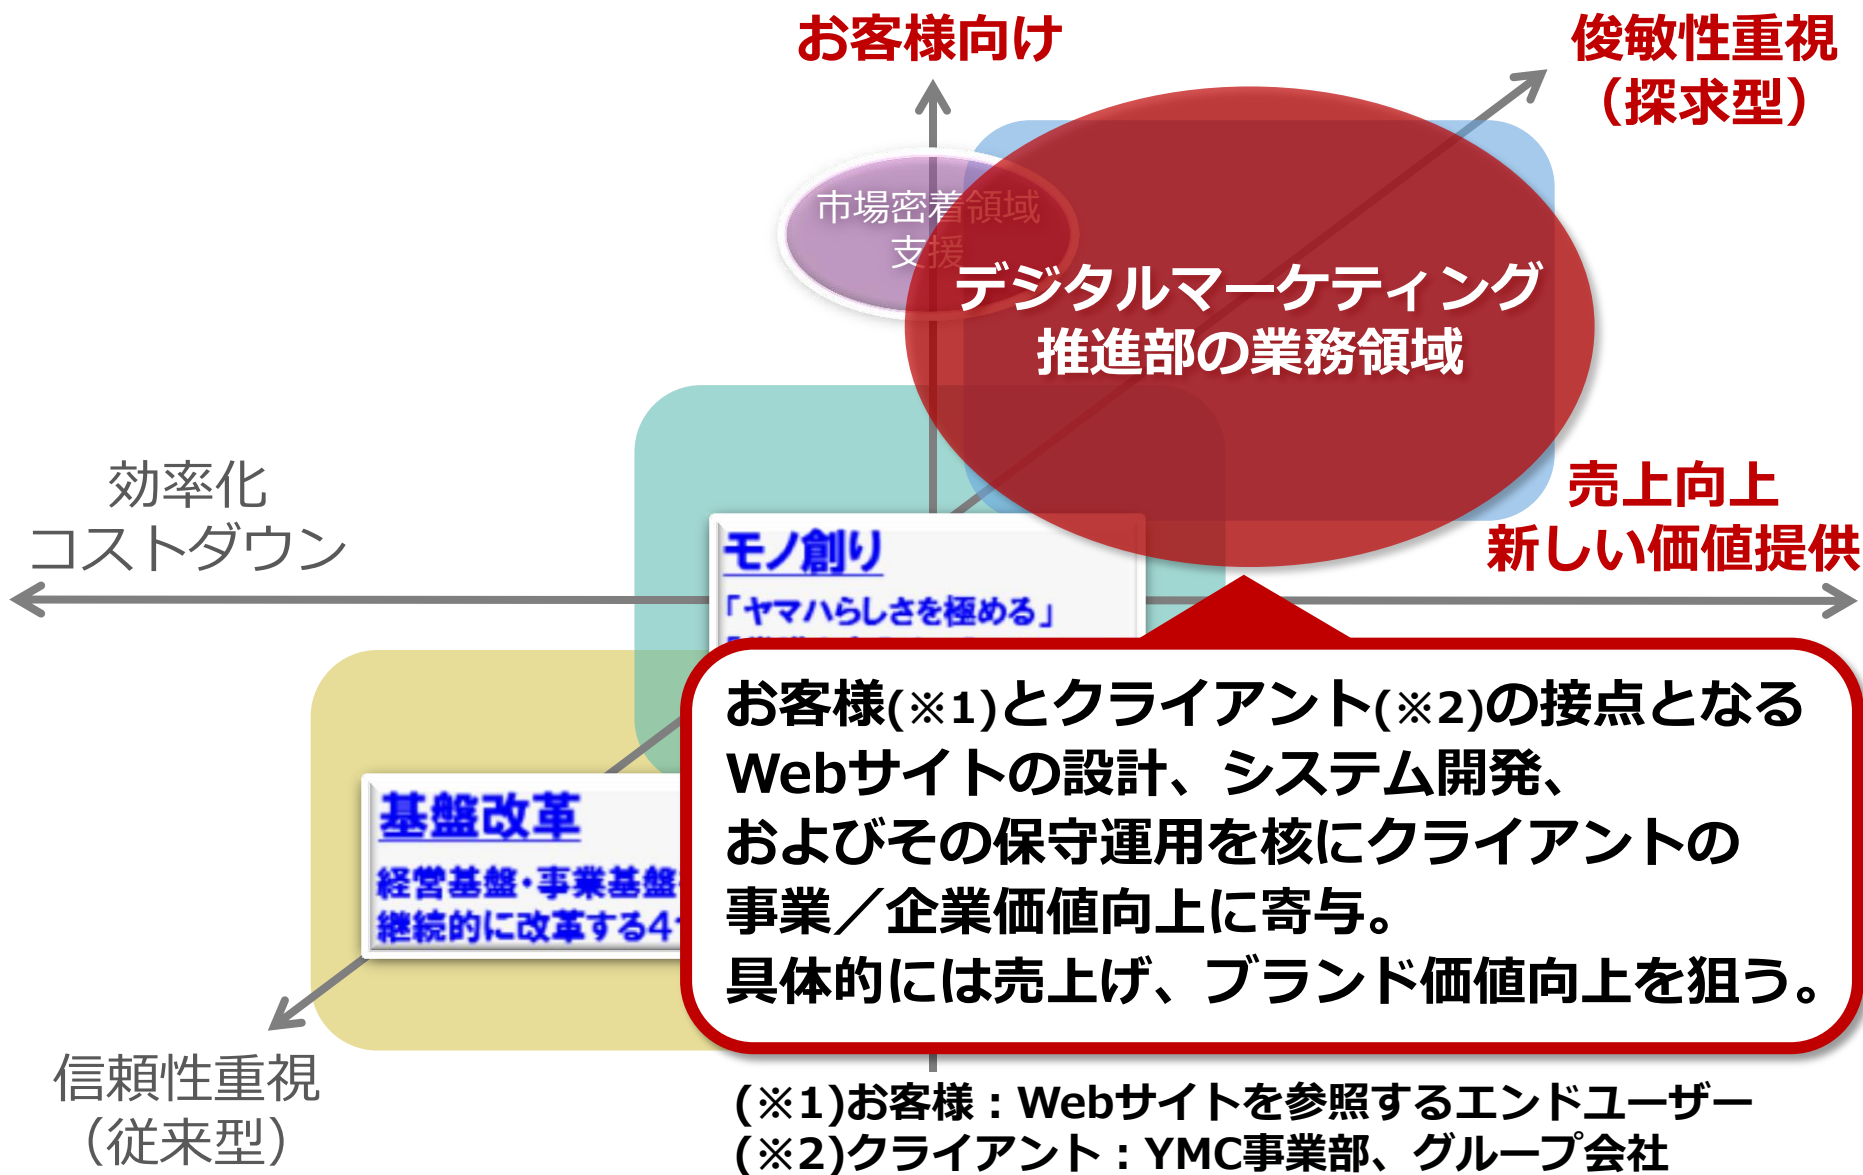 お客様向け
俊敏性重視
（探求型）
市場密着領域
支援
デジタルマーケティング
推進部の業務領域
効率化
コストダウン
売上向上
新しい価値提供
モノ創り
「ヤマハらしさを極める」
お客様(※1)とクライアント(※2)の接点となる
Webサイトの設計、システム開発、
およびその保守運用を核にクライアントの
事業／企業価値向上に寄与。
具体的には売上げ、ブランド価値向上を狙う。
基盤改革
経営基盤・事業基盤
継続的に改革する4
信頼性重視
（従来型）
(※1)お客様：Webサイトを参照するエンドユーザー
(※2)クライアント：YMC事業部、グループ会社